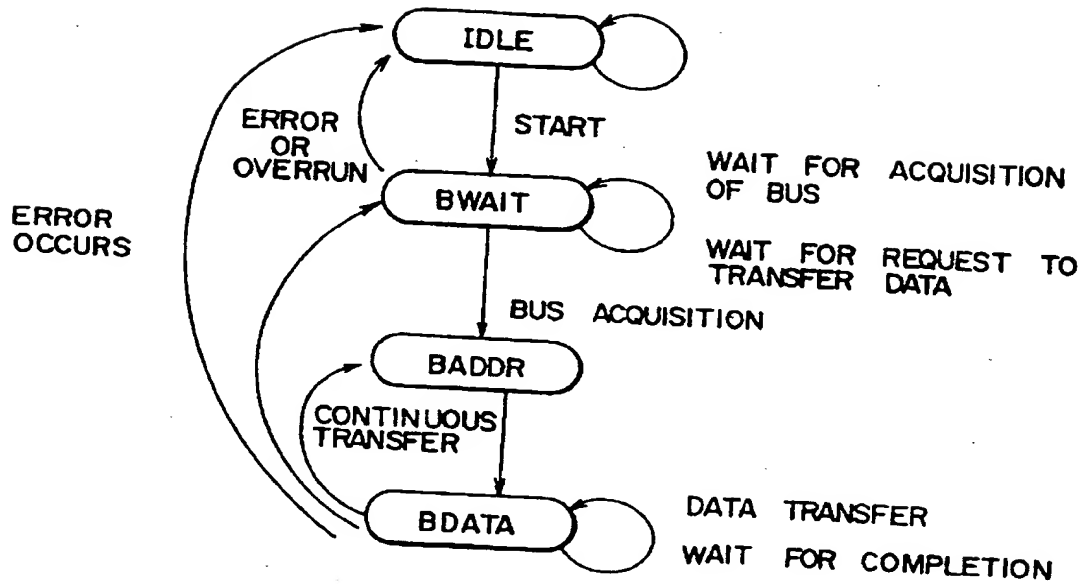 IDLE
START
ERROR
OR
OVERRUN
BWAIT
WAIT FOR ACQUISITION
OF BUS
WAIT FOR REQUEST TO
TRANSFER DATA
ERROR
OCCURS
BUS ACQUISITION
BADDR
CONTINUOUS
TRANSFER
BDATA
DATA TRANSFER
WAIT FOR COMPLETION